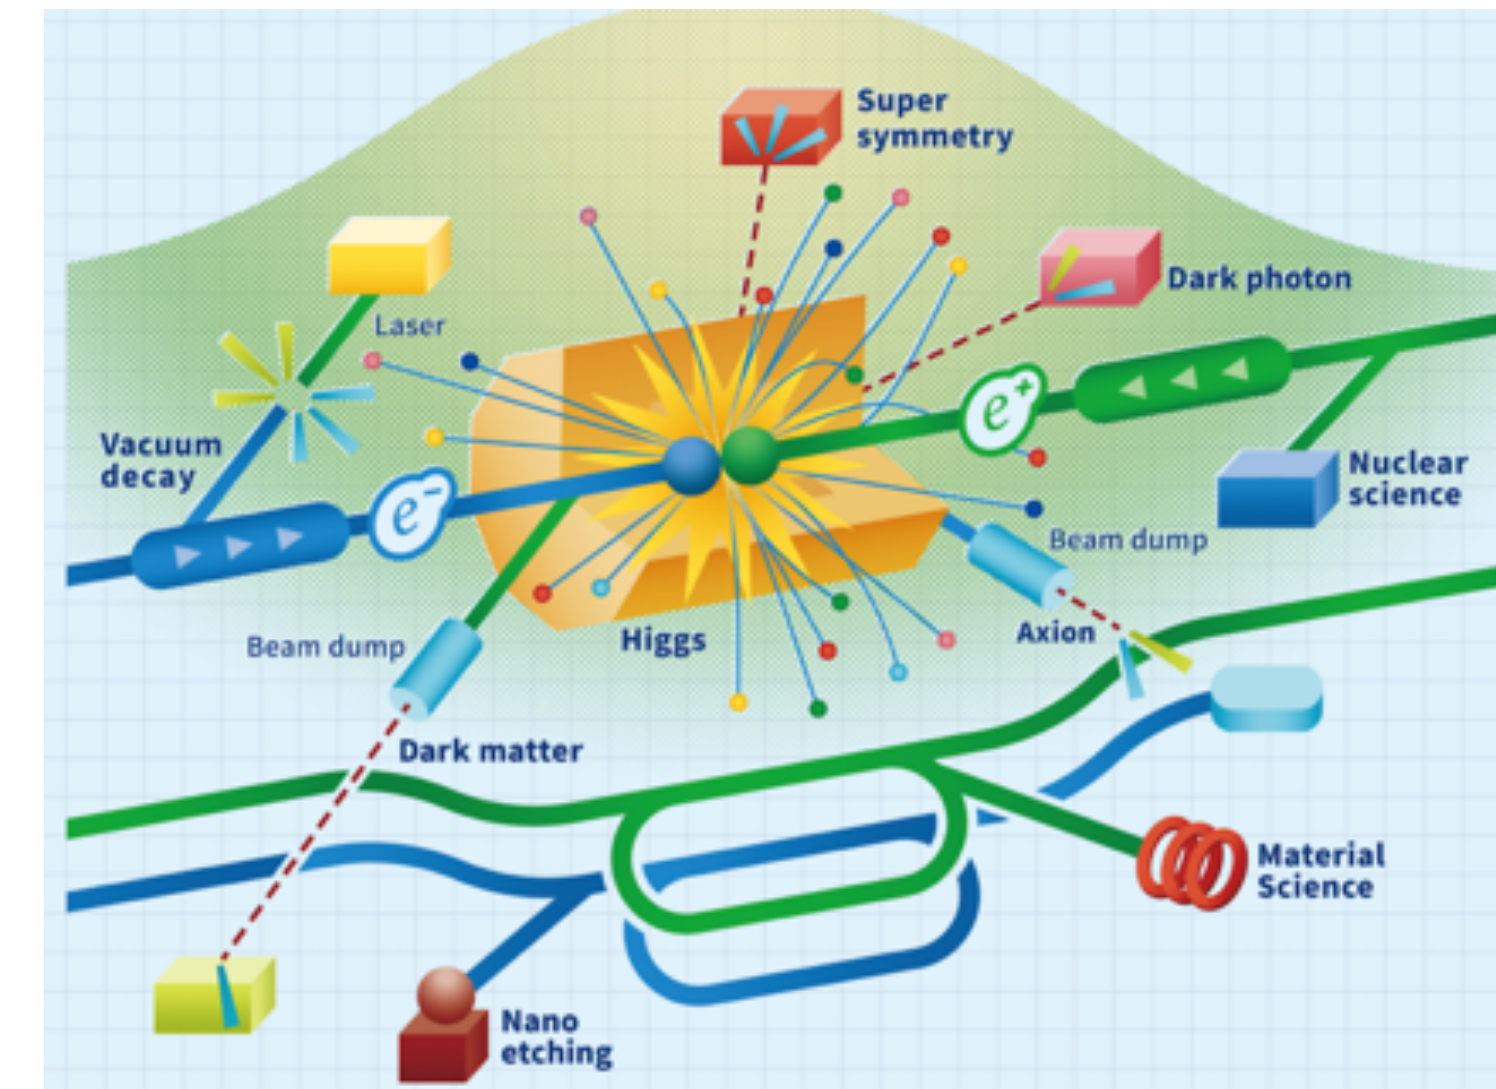 Super
symmetry
Dark photon
Laser
Vacuum
decay
e⁺
Nuclear
science
e⁻
Beam dump
Higgs
Axion
Beam dump
Dark matter
Material
Science
Nano
etching